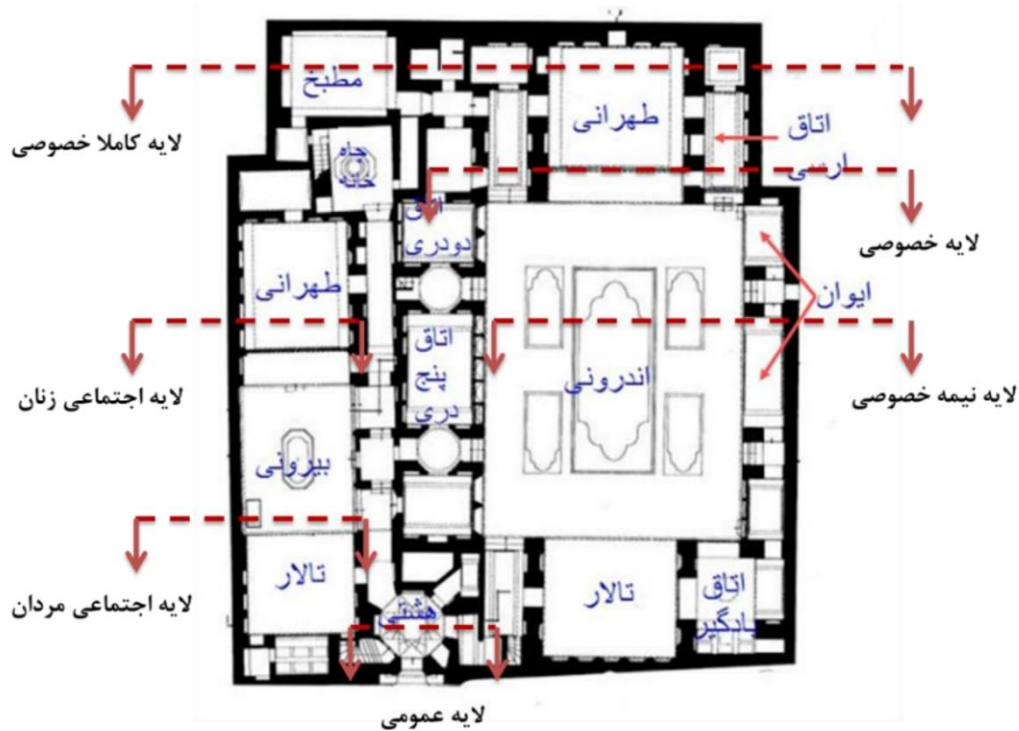 مطبخ
طهرانی
اتاق
ارسی
لایه کاملا خصوصی
چاه
خانه
اتاق
دودری
لایه خصوصی
طهرانی
ایوان
اتاق
پنج
دری
اندرونی
لایه اجتماعی زنان
لایه نیمه خصوصی
بیرونی
تالار
تالار
اتاق
بادگیر
هشتی
لایه اجتماعی مردان
لایه عمومی